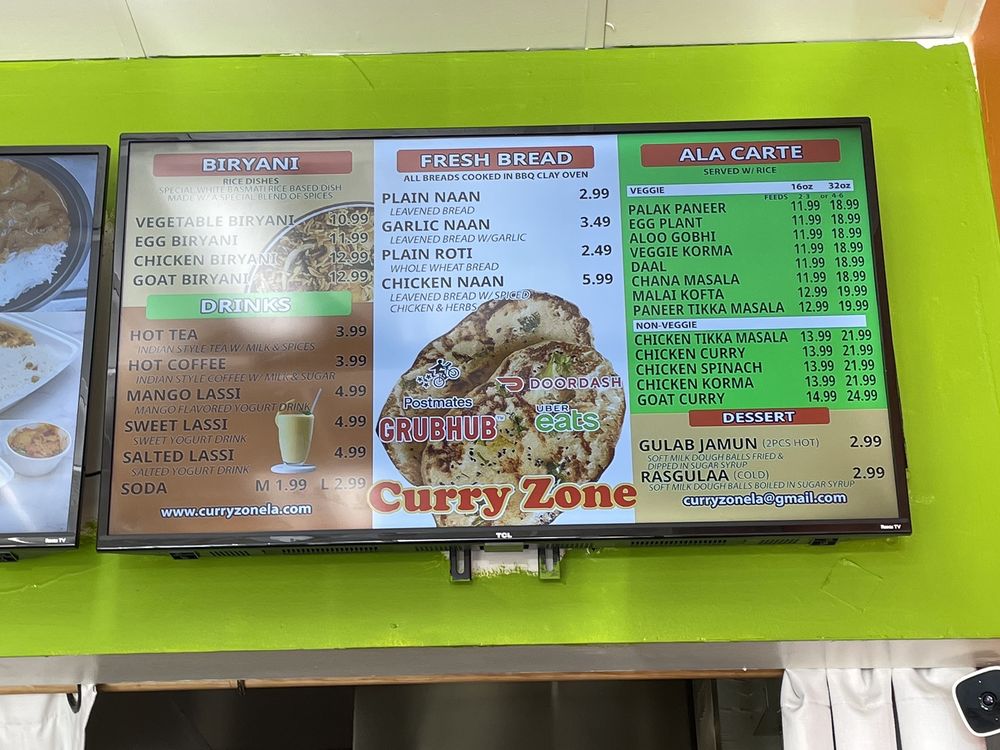 BIRYANI
RICE DISHES
SPECIAL WHITE BASMATI RICE BASED DISH
MADE W/ A SPECIAL BLEND OF SPICES
VEGETABLE BIRYANI 10.99
EGG BIRYANI 11.99
CHICKEN BIRYANI 12.99
GOAT BIRYANI 12.99
DRINKS
HOT TEA 3.99
INDIAN STYLE TEA W/ MILK & SPICES
HOT COFFEE 3.99
INDIAN STYLE COFFEE W/ MILK & SUGAR
MANGO LASSI 4.99
MANGO FLAVORED YOGURT DRINK
SWEET LASSI 4.99
SWEET YOGURT DRINK
SALTED LASSI 4.99
SALTED YOGURT DRINK
SODA M 1.99 L 2.99
www.curryzonela.com
FRESH BREAD
ALL BREADS COOKED IN BBQ CLAY OVEN
PLAIN NAAN 2.99
LEAVENED BREAD
GARLIC NAAN 3.49
LEAVENED BREAD W/GARLIC
PLAIN ROTI 2.49
WHOLE WHEAT BREAD
CHICKEN NAAN 5.99
LEAVENED BREAD W/ SPICED
CHICKEN & HERBS
Postmates
DOORDASH
GRUBHUB™
UBER
eats
Curry Zone
ALA CARTE
SERVED W/ RICE
VEGGIE 16oz 32oz
FEEDS 2-3 or 4-6
PALAK PANEER 11.99 18.99
EGG PLANT 11.99 18.99
ALOO GOBHI 11.99 18.99
VEGGIE KORMA 11.99 18.99
DAAL 11.99 18.99
CHANA MASALA 11.99 18.99
MALAI KOFTA 12.99 19.99
PANEER TIKKA MASALA 12.99 19.99
NON-VEGGIE
CHICKEN TIKKA MASALA 13.99 21.99
CHICKEN CURRY 13.99 21.99
CHICKEN SPINACH 13.99 21.99
CHICKEN KORMA 13.99 21.99
GOAT CURRY 14.99 24.99
DESSERT
GULAB JAMUN (2PCS HOT) 2.99
SOFT MILK DOUGH BALLS FRIED &
DIPPED IN SUGAR SYRUP
RASGULAA (COLD) 2.99
SOFT MILK DOUGH BALLS BOILED IN SUGAR SYRUP
curryzonela@gmail.com
TCL
Roku TV
Roku TV